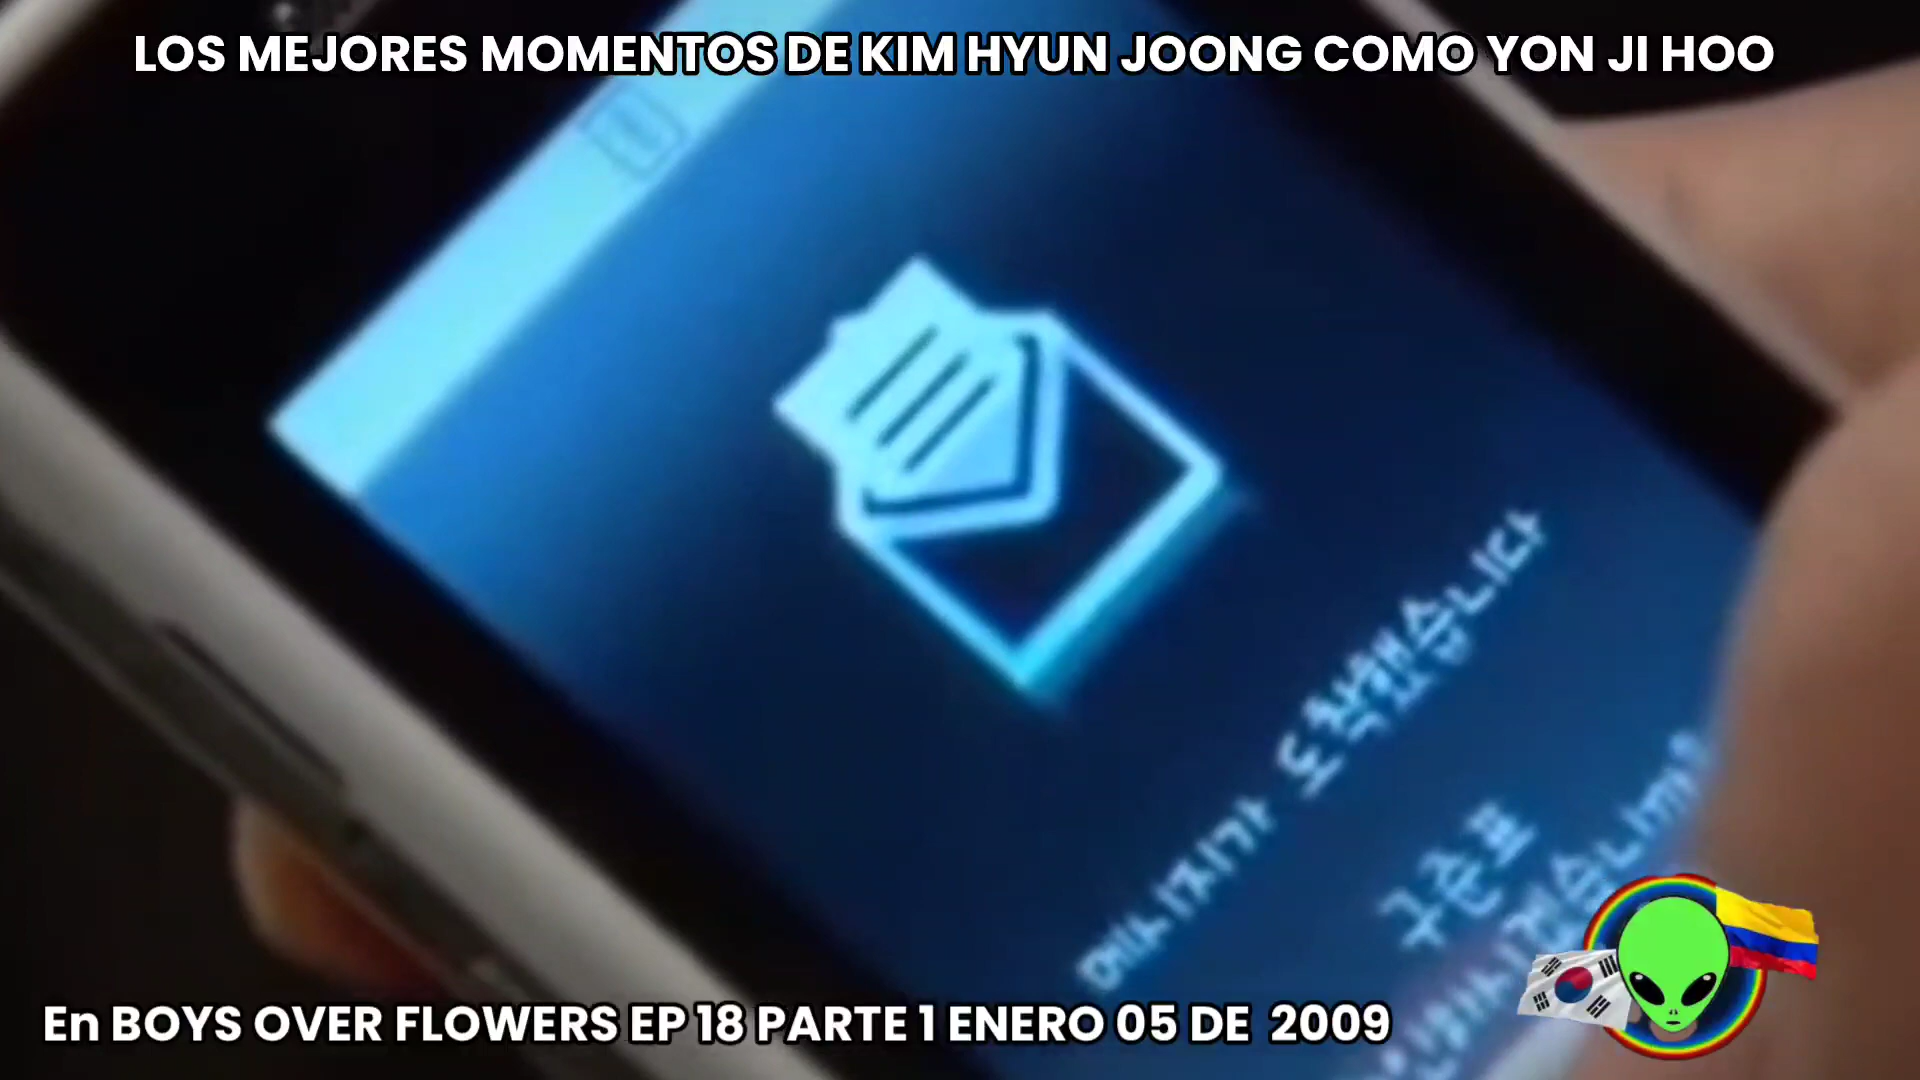 LOS MEJORES MOMENTOS DE KIM HYUN JOONG COMO YON JI HOO
메시지가 도착했습니다
구준표
En BOYS OVER FLOWERS EP 18 PARTE 1 ENERO 05 DE 2009